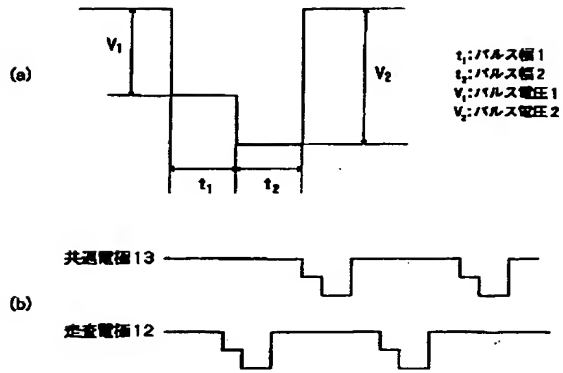 (a)
V₁
V₂
t₁
t₂
t₁:パルス幅1
t₂:パルス幅2
V₁:パルス電圧1
V₂:パルス電圧2
(b)
共通電極13
走査電極12